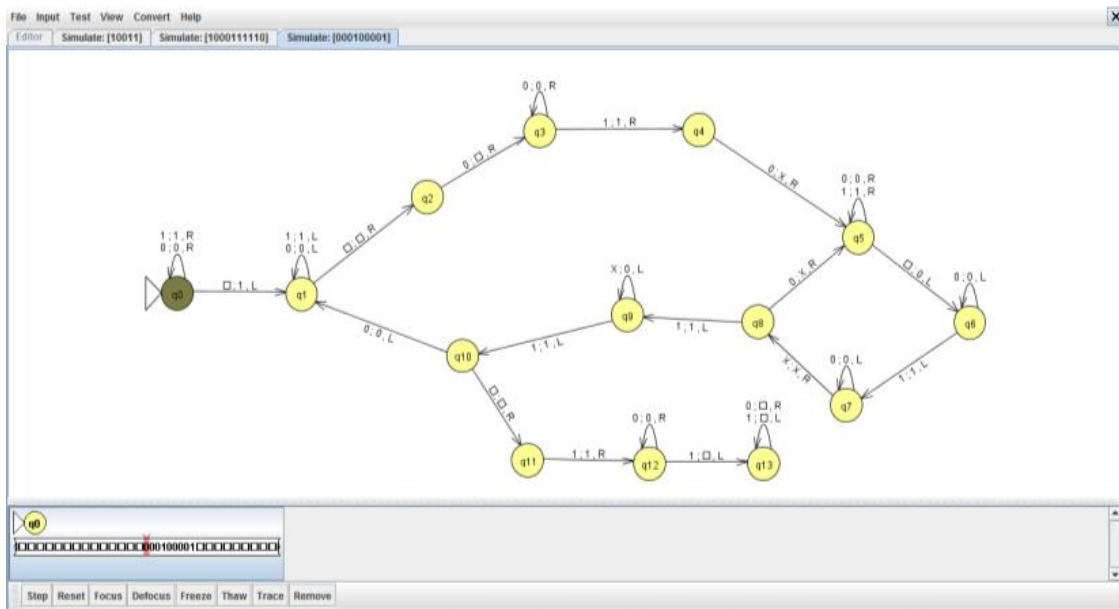 File Input Test View Convert Help
Editor Simulate: [10011] Simulate: [1000111110] Simulate: [000100001]
0;0,R
q3
1;1,R
q4
0;□,R
0;x,R
q2
0;0,R
1;1,R
q5
□;□,R
1;1,R
0;0,R
q0
□;1,L
1;1,L
0;0,L
q1
x;0,L
q9
1;1,L
q8
0;x,R
□;0,L
0;0,L
q6
0;0,L
q10
1;1,L
x;x,R
0;0,L
q7
1;1,L
□;□,R
q11
1;1,R
0;0,R
q12
1;□,L
0;□,R
1;□,L
q13
q0
000100001
Step Reset Focus Defocus Freeze Thaw Trace Remove